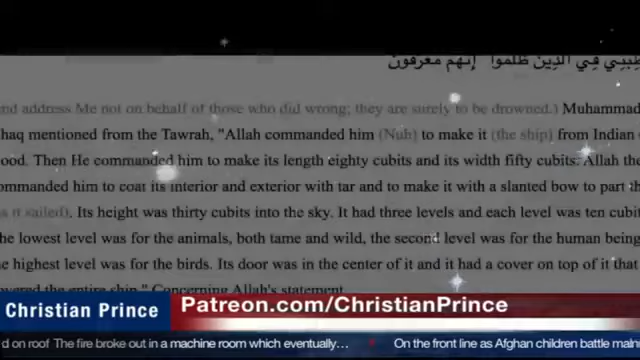 في الذين ظلموا إنهم مغرقون
nd address Me not on behalf of those who did wrong; they are surely to be drowned.) Muhammad
haq mentioned from the Tawrah, "Allah commanded him (Nuh) to make it (the ship) from Indian
ood. Then He commanded him to make its length eighty cubits and its width fifty cubits. Allah the
ommanded him to coat its interior and exterior with tar and to make it with a slanted bow to part th
s it sailed). Its height was thirty cubits into the sky. It had three levels and each level was ten cubit
he lowest level was for the animals, both tame and wild, the second level was for the human being
he highest level was for the birds. Its door was in the center of it and it had a cover on top of it that
overed the entire ship." Concerning Allah's statement
Christian Prince
Patreon.com/ChristianPrince
d on roof The fire broke out in a machine room which eventually… On the front line as Afghan children battle maln